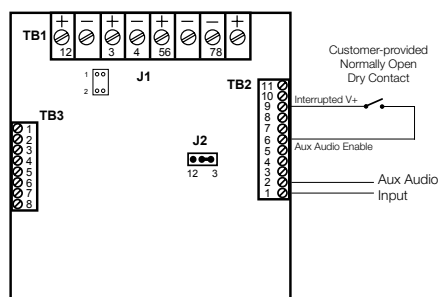 + − + − + − − +
TB1
12 3 4 56 78
1
2
J1
TB2
Customer-provided
Normally Open
Dry Contact
11
10
9
8
7
6
5
4
3
2
1
Interrupted V+
Aux Audio Enable
TB3
1
2
3
4
5
6
7
8
J2
12 3
Aux Audio
Input